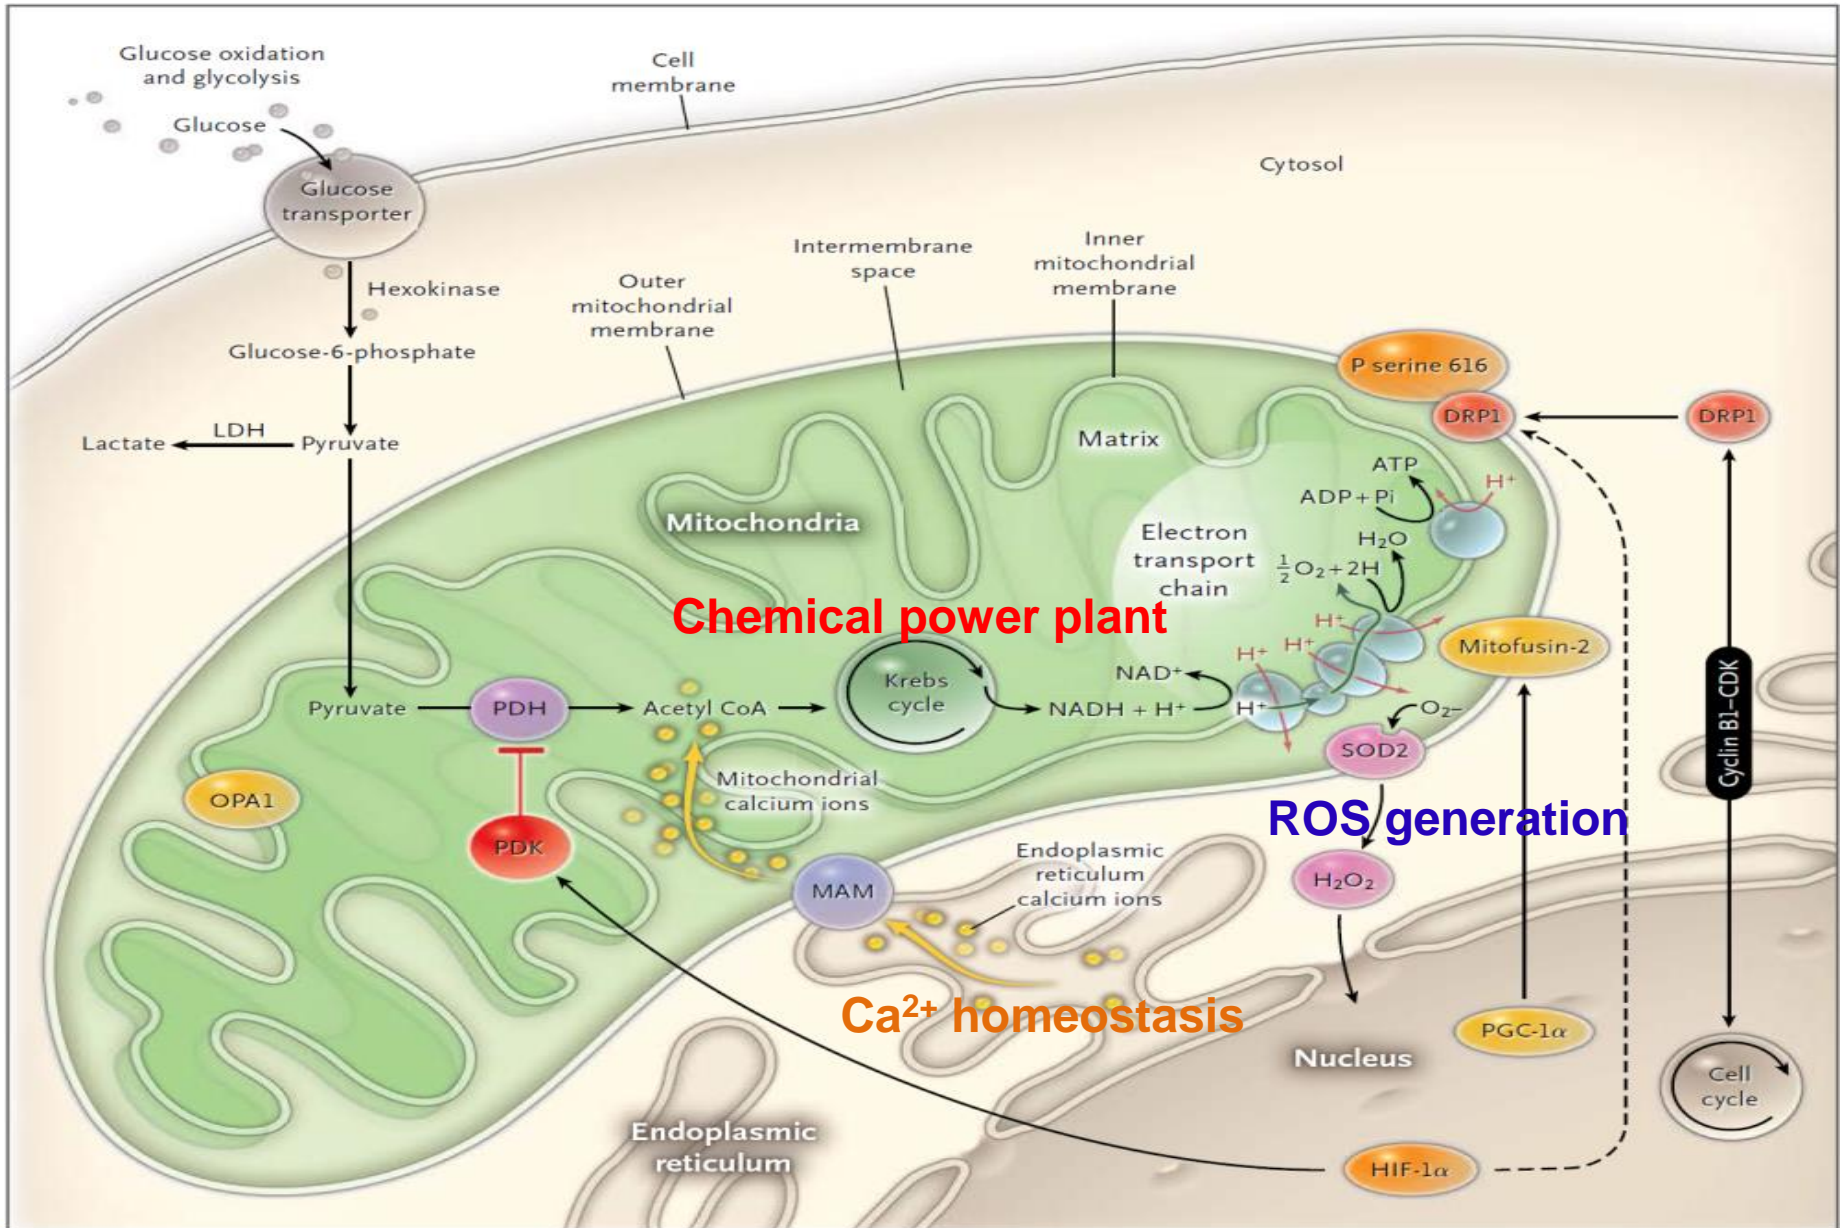 Glucose oxidation
and glycolysis
Glucose
Glucose
transporter
Cell
membrane
Cytosol
Hexokinase
Glucose-6-phosphate
LDH
Lactate
Pyruvate
Outer
mitochondrial
membrane
Intermembrane
space
Inner
mitochondrial
membrane
P serine 616
DRP1
DRP1
Matrix
Mitochondria
ATP
ADP + Pi
H⁺
H₂O
½O₂ + 2H
Electron
transport
chain
Chemical power plant
H⁺
H⁺
H⁺
Mitofusin-2
Pyruvate
PDH
Acetyl CoA
Krebs
cycle
NAD⁺
NADH + H⁺
H⁺
O₂–
SOD2
Cyclin B1–CDK
OPA1
PDK
Mitochondrial
calcium ions
MAM
Endoplasmic
reticulum
calcium ions
ROS generation
H₂O₂
Ca²⁺ homeostasis
Nucleus
PGC-1α
Cell
cycle
Endoplasmic
reticulum
HIF-1α